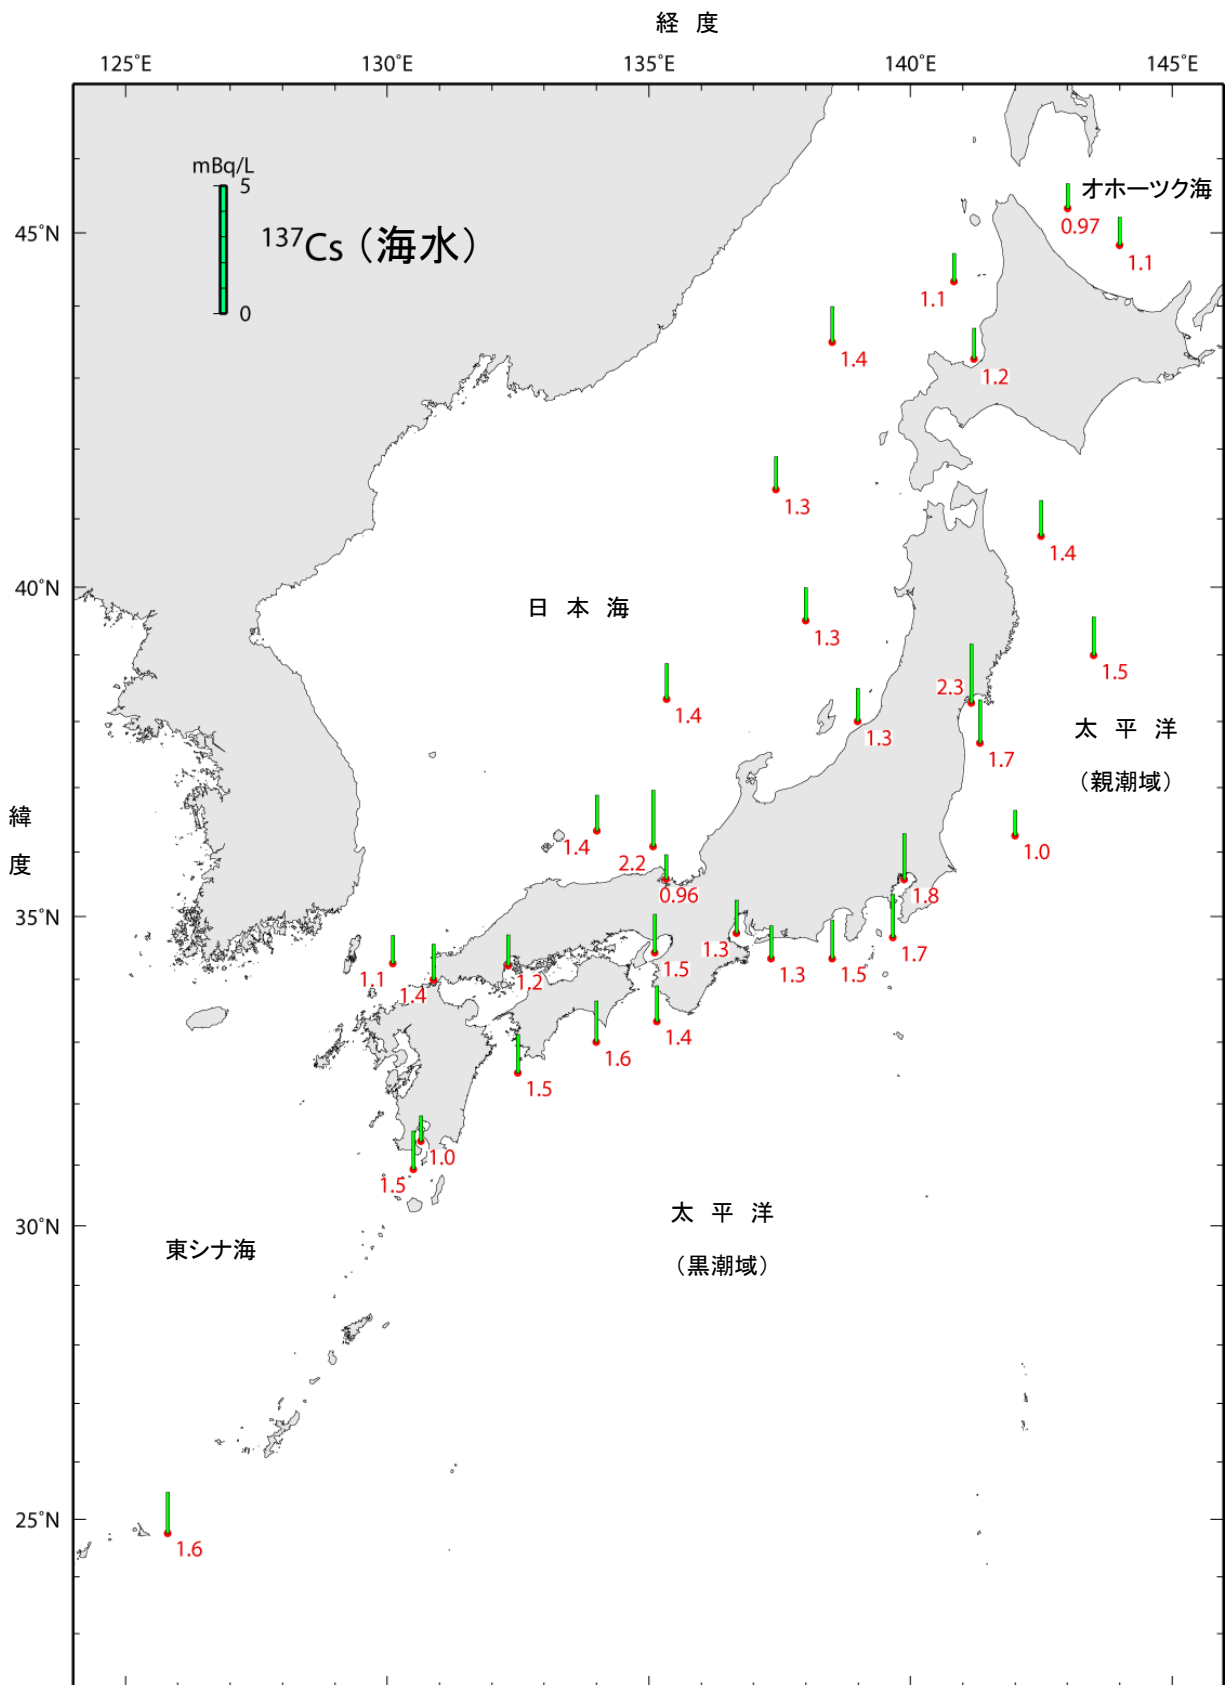 経 度
125°E 130°E 135°E 140°E 145°E
mBq/L
5
オホーツク海
0.97
45°N
¹³⁷Cs（海水）
1.1
1.1
0
1.4
1.2
1.3
1.4
40°N
日 本 海
1.3
1.5
2.3
1.4
1.3
太 平 洋
1.7
（親潮域）
緯
度
1.4
2.2
1.0
0.96
1.8
35°N
1.3
1.7
1.1
1.4
1.2
1.5
1.3
1.5
1.4
1.6
1.5
1.0
1.5
太 平 洋
30°N
東シナ海
（黒潮域）
25°N
1.6